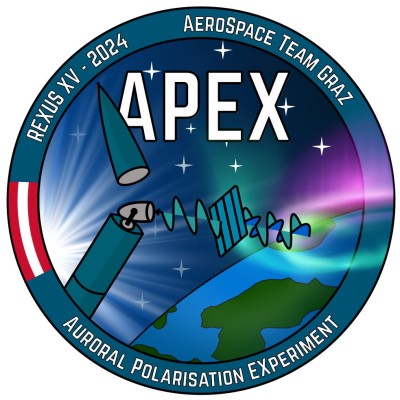 REXUS XV - 2024
AEROSPACE TEAM GRAZ
APEX
AURORAL POLARISATION EXPERIMENT